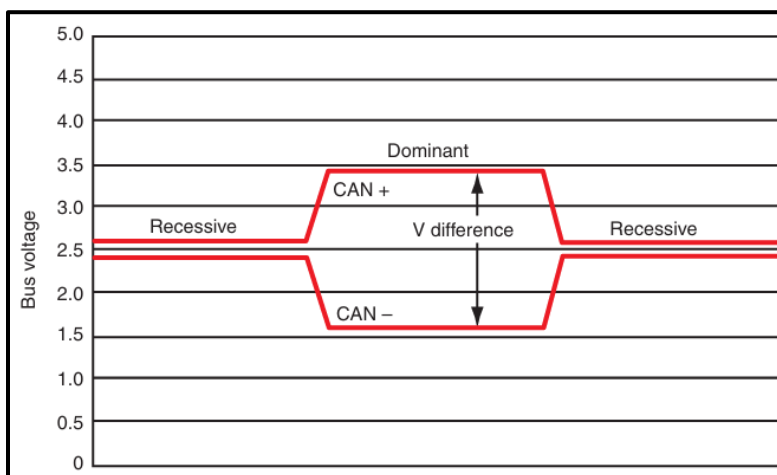 5.0
4.5
4.0
3.5
3.0
2.5
2.0
1.5
1.0
0.5
0
Bus voltage
Dominant
CAN +
Recessive
V difference
Recessive
CAN –